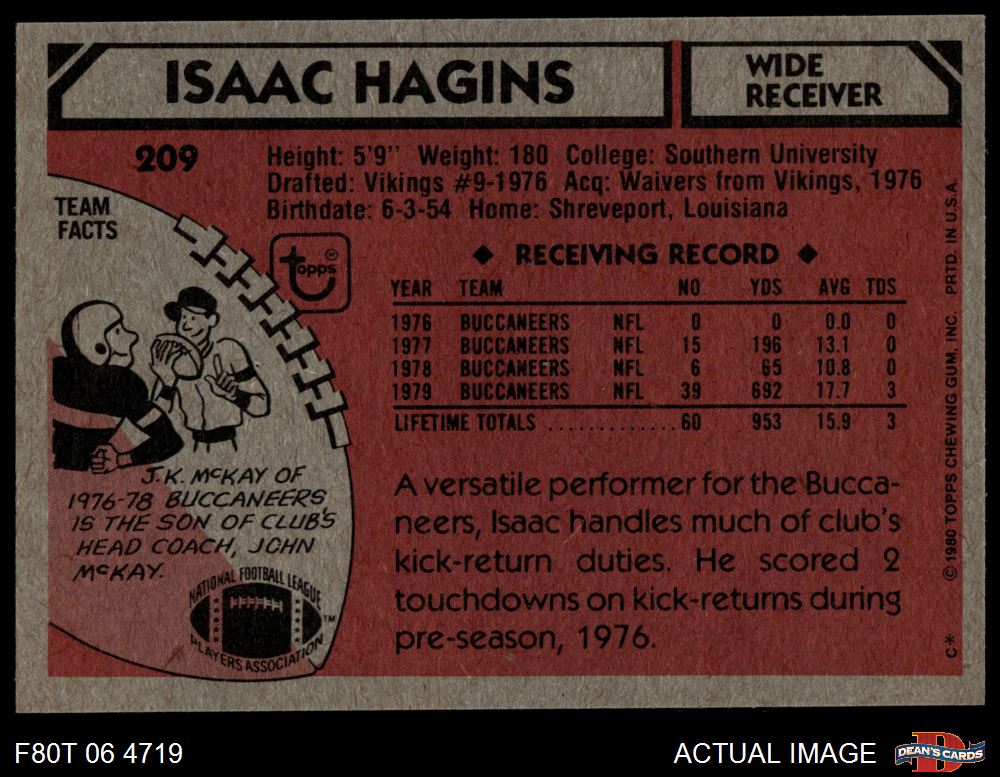 ISAAC HAGINS
WIDE
RECEIVER
209
Height: 5'9" Weight: 180 College: Southern University
Drafted: Vikings #9-1976 Acq: Waivers from Vikings, 1976
Birthdate: 6-3-54 Home: Shreveport, Louisiana
TEAM
FACTS
topps
◆ RECEIVING RECORD ◆
YEAR TEAM NO YDS AVG TDS
1976 BUCCANEERS NFL 0 0 0.0 0
1977 BUCCANEERS NFL 15 196 13.1 0
1978 BUCCANEERS NFL 6 65 10.8 0
1979 BUCCANEERS NFL 39 692 17.7 3
LIFETIME TOTALS ............. 60 953 15.9 3
J.K. McKAY OF
1976-78 BUCCANEERS
IS THE SON OF CLUB'S
HEAD COACH, JOHN
McKAY.
NATIONAL FOOTBALL LEAGUE
PLAYERS ASSOCIATION
TM
A versatile performer for the Bucca-
neers, Isaac handles much of club's
kick-return duties. He scored 2
touchdowns on kick-returns during
pre-season, 1976.
C* © 1980 TOPPS CHEWING GUM, INC. PRTD. IN U.S.A.
F80T 06 4719
ACTUAL IMAGE
D
DEAN'S CARDS